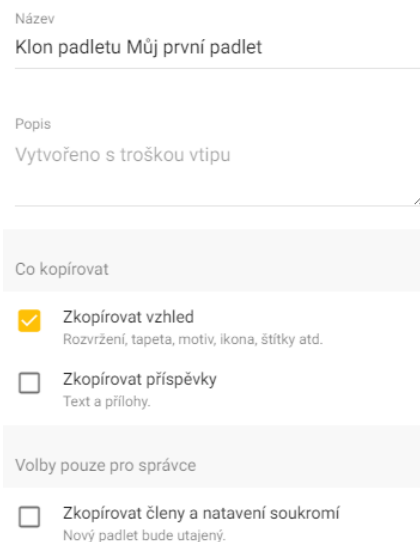 Název
Klon padletu Můj první padlet
Popis
Vytvořeno s troškou vtipu
Co kopírovat
Zkopírovat vzhled
Rozvržení, tapeta, motiv, ikona, štítky atd.
Zkopírovat příspěvky
Text a přílohy.
Volby pouze pro správce
Zkopírovat členy a natavení soukromí
Nový padlet bude utajený.